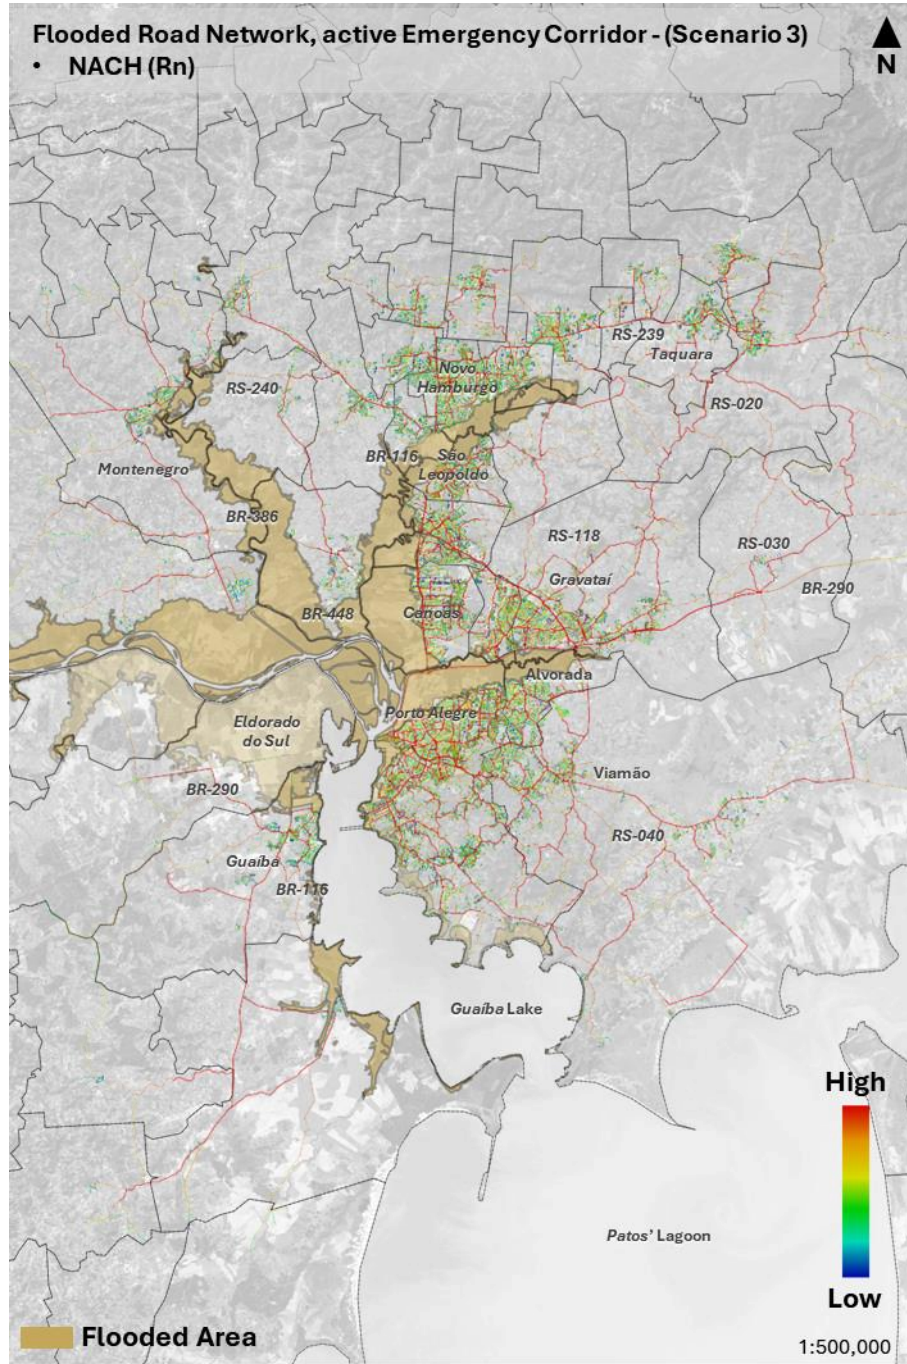 Flooded Road Network, active Emergency Corridor - (Scenario 3)
• NACH (Rn)
N
RS-239
Taquara
Novo
Hamburgo
RS-240
RS-020
BR-116
São
Leopoldo
Montenegro
BR-386
RS-118
RS-030
Gravataí
BR-290
BR-448
Canoas
Alvorada
Porto Alegre
Eldorado
do Sul
Viamão
BR-290
RS-040
Guaíba
BR-116
Guaíba Lake
High
Patos' Lagoon
Low
Flooded Area
1:500,000